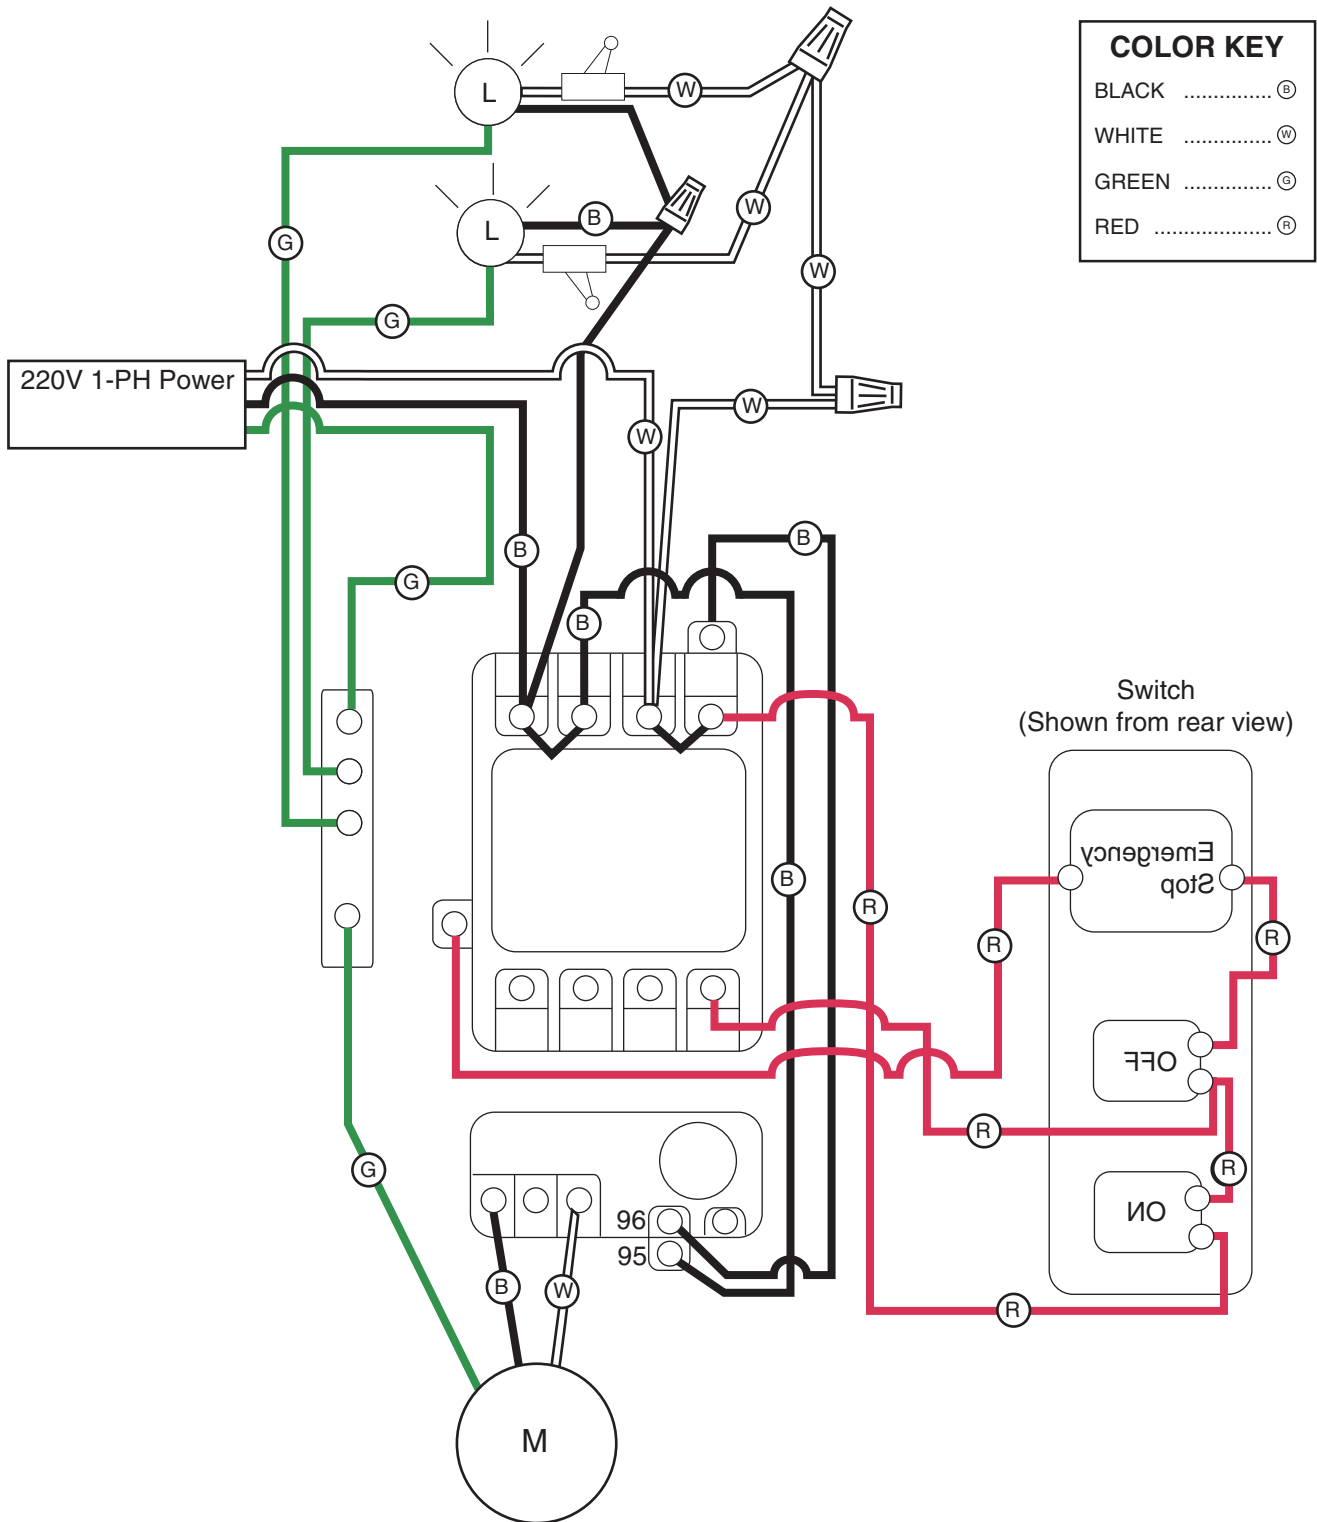 COLOR KEY
BLACK ............... B
WHITE ............... W
GREEN ............... G
RED .................... R
L
W
L
B
W
G
W
G
220V 1-PH Power
W
W
B
B
G
B
Switch
(Shown from rear view)
Emergency
Stop
B
R
R
R
OFF
R
G
R
ON
96
95
B
W
R
M